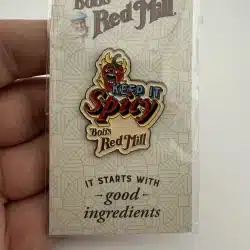 Bob's
Red Mill
KEEP IT
Spicy
BOB'S
Red Mill
IT STARTS WITH
good
ingredients